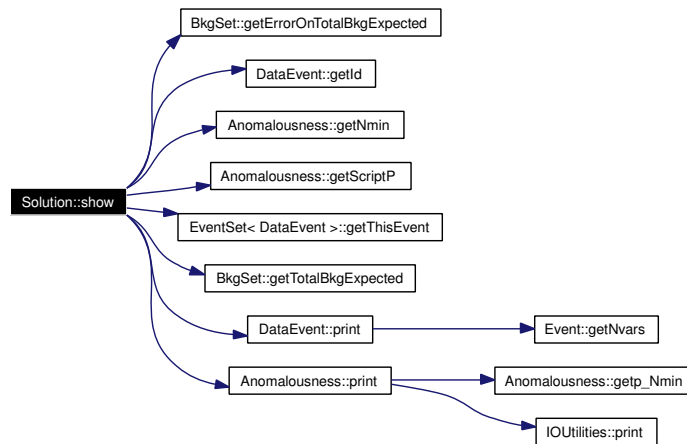 BkgSet::getErrorOnTotalBkgExpected
DataEvent::getId
Anomalousness::getNmin
Anomalousness::getScriptP
Solution::show
EventSet< DataEvent >::getThisEvent
BkgSet::getTotalBkgExpected
DataEvent::print
Event::getNvars
Anomalousness::print
Anomalousness::getp_Nmin
IOUtilities::print